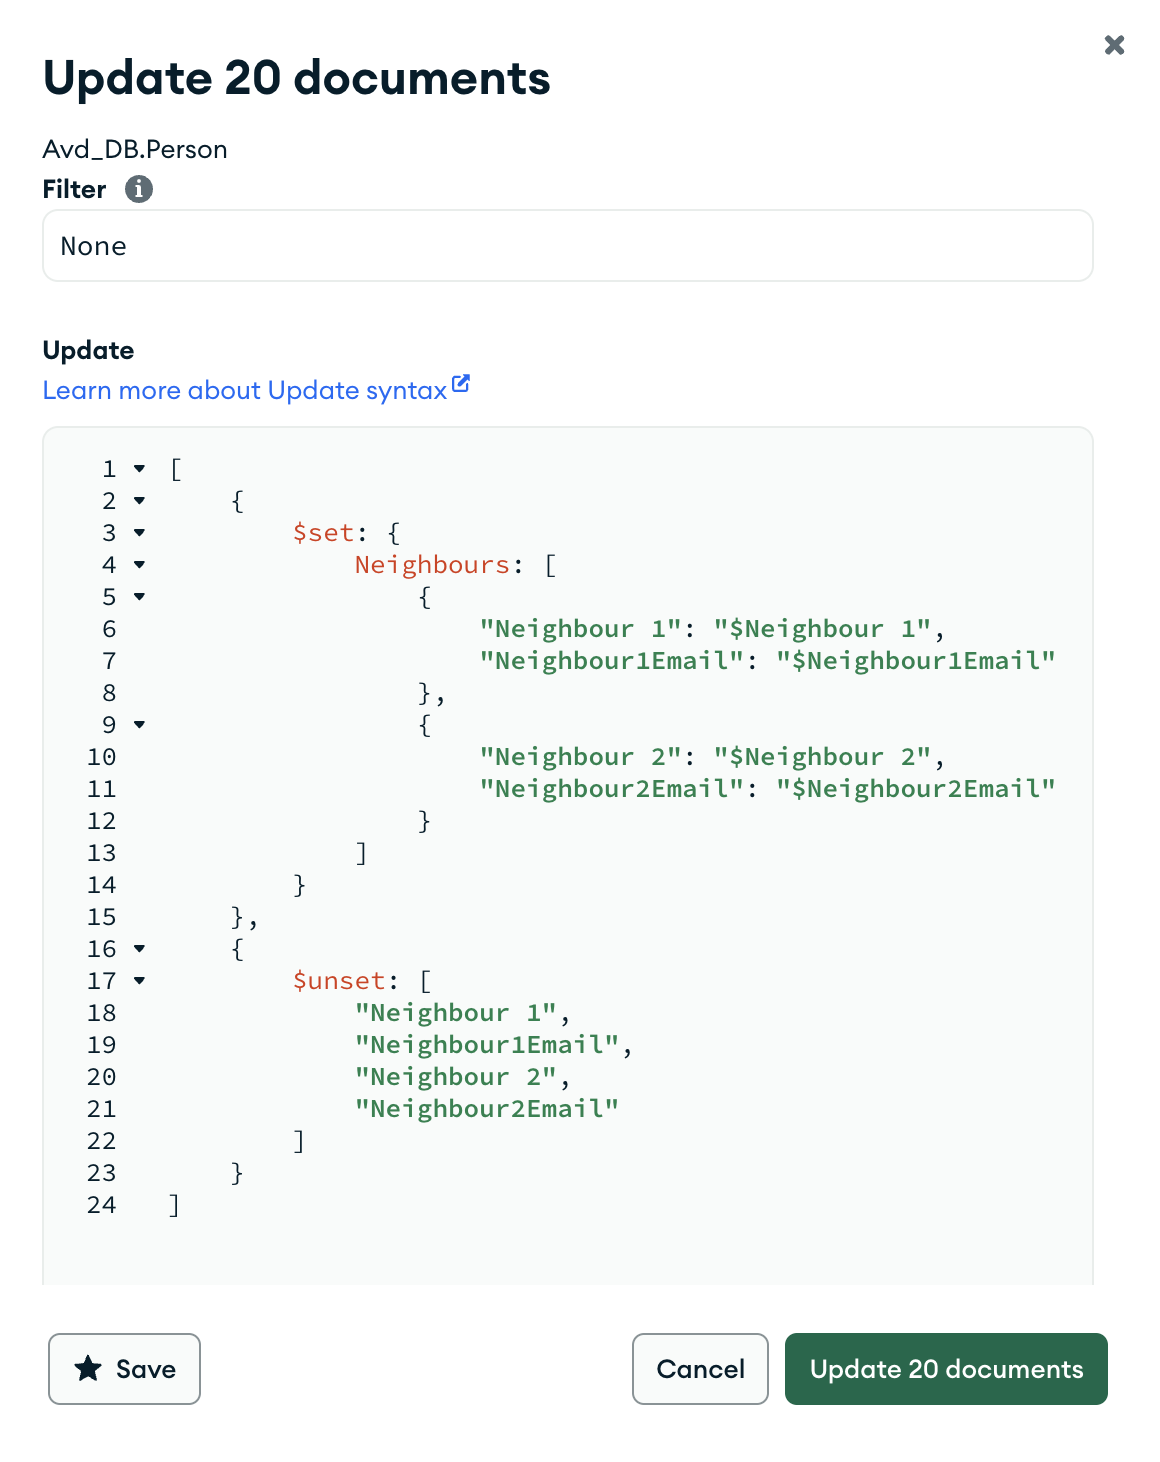 Update 20 documents
Avd_DB.Person
Filter
None
Update
Learn more about Update syntax
1 [
2     {
3         $set: {
4             Neighbours: [
5                 {
6                     "Neighbour 1": "$Neighbour 1",
7                     "Neighbour1Email": "$Neighbour1Email"
8                 },
9                 {
10                     "Neighbour 2": "$Neighbour 2",
11                     "Neighbour2Email": "$Neighbour2Email"
12                 }
13             ]
14         }
15     },
16     {
17         $unset: [
18             "Neighbour 1",
19             "Neighbour1Email",
20             "Neighbour 2",
21             "Neighbour2Email"
22         ]
23     }
24 ]
Save Cancel Update 20 documents